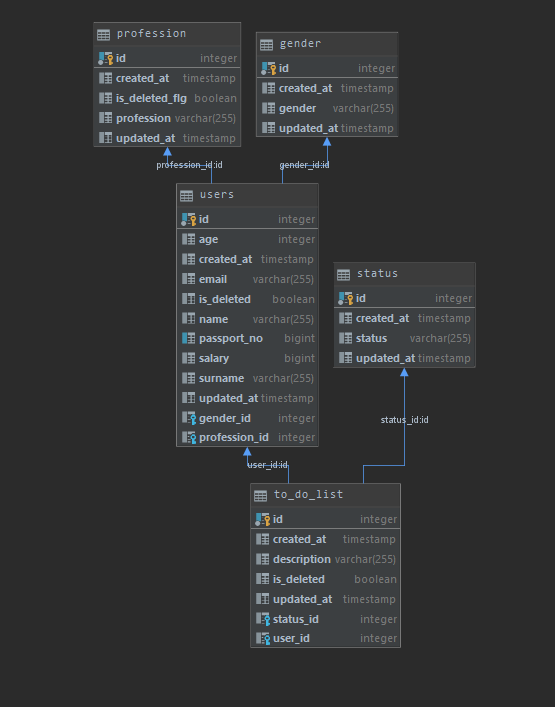 profession
id integer
created_at timestamp
is_deleted_flg boolean
profession varchar(255)
updated_at timestamp
gender
id integer
created_at timestamp
gender varchar(255)
updated_at timestamp
profession_id:id
gender_id:id
users
id integer
age integer
created_at timestamp
email varchar(255)
is_deleted boolean
name varchar(255)
passport_no bigint
salary bigint
surname varchar(255)
updated_at timestamp
gender_id integer
profession_id integer
status
id integer
created_at timestamp
status varchar(255)
updated_at timestamp
status_id:id
user_id:id
to_do_list
id integer
created_at timestamp
description varchar(255)
is_deleted boolean
updated_at timestamp
status_id integer
user_id integer